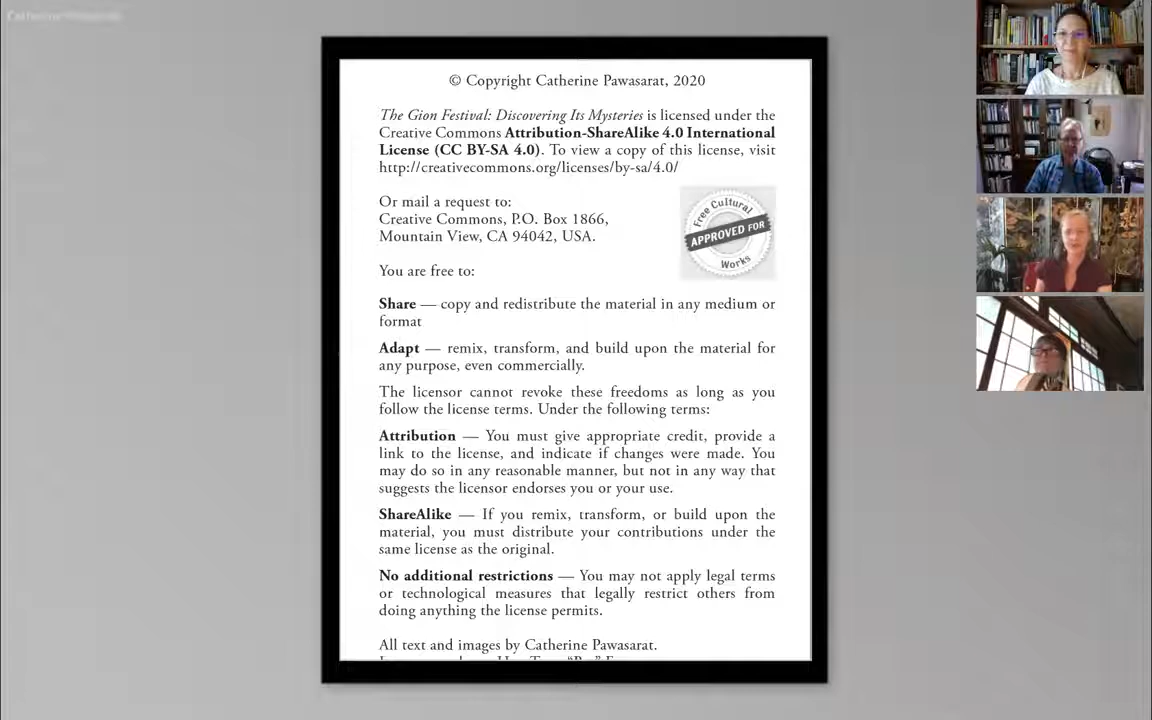 Catherine Pawasarat
© Copyright Catherine Pawasarat, 2020
The Gion Festival: Discovering Its Mysteries is licensed under the
Creative Commons Attribution-ShareAlike 4.0 International
License (CC BY-SA 4.0). To view a copy of this license, visit
http://creativecommons.org/licenses/by-sa/4.0/
Or mail a request to:
Creative Commons, P.O. Box 1866,
Mountain View, CA 94042, USA.
Free Cultural
APPROVED FOR
Works
You are free to:
Share — copy and redistribute the material in any medium or
format
Adapt — remix, transform, and build upon the material for
any purpose, even commercially.
The licensor cannot revoke these freedoms as long as you
follow the license terms. Under the following terms:
Attribution — You must give appropriate credit, provide a
link to the license, and indicate if changes were made. You
may do so in any reasonable manner, but not in any way that
suggests the licensor endorses you or your use.
ShareAlike — If you remix, transform, or build upon the
material, you must distribute your contributions under the
same license as the original.
No additional restrictions — You may not apply legal terms
or technological measures that legally restrict others from
doing anything the license permits.
All text and images by Catherine Pawasarat.